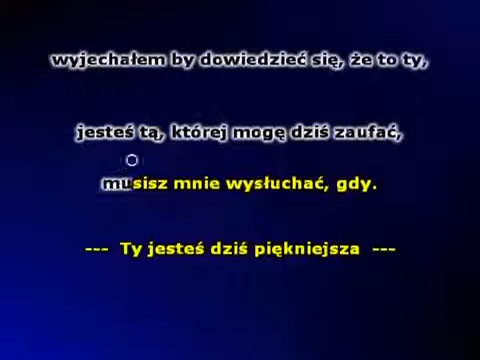 wyjechałem by dowiedzieć się, że to ty,
jesteś tą, której mogę dziś zaufać,
musisz mnie wysłuchać, gdy.
--- Ty jesteś dziś piękniejsza ---